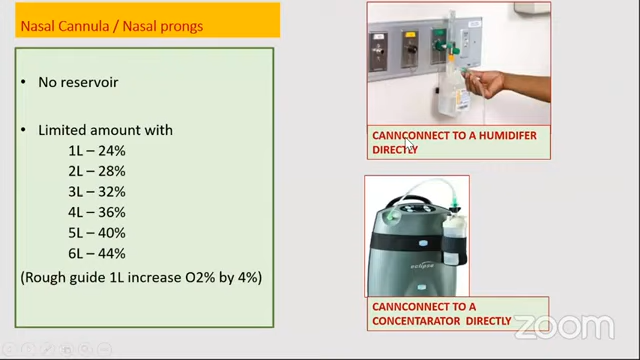 Nasal Cannula / Nasal prongs
• No reservoir
• Limited amount with
1L – 24%
2L – 28%
3L – 32%
4L – 36%
5L – 40%
6L – 44%
(Rough guide 1L increase O2% by 4%)
CANNCONNECT TO A HUMIDIFER
DIRECTLY
eclipse
CANNCONNECT TO A
CONCENTARATOR DIRECTLY
zoom